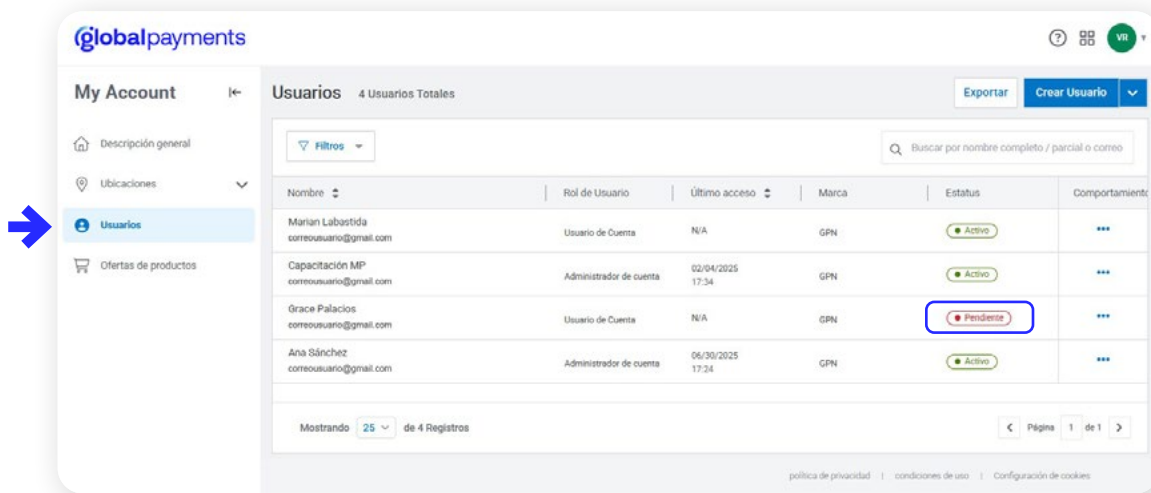 globalpayments
VR
My Account
Usuarios 4 Usuarios Totales
Exportar
Crear Usuario
Descripción general
Ubicaciones
Usuarios
Ofertas de productos
Filtros
Buscar por nombre completo / parcial o correo
Nombre Rol de Usuario Último acceso Marca Estatus Comportamiento
Marian Labastida
correousuario@gmail.com
Usuario de Cuenta N/A GPN Activo
Capacitación MP
correousuario@gmail.com
Administrador de cuenta
02/04/2025
17:34
GPN Activo
Grace Palacios
correousuario@gmail.com
Usuario de Cuenta N/A GPN Pendiente
Ana Sánchez
correousuario@gmail.com
Administrador de cuenta
06/30/2025
17:24
GPN Activo
Mostrando 25 de 4 Registros
Página 1 de 1
política de privacidad | condiciones de uso | Configuración de cookies